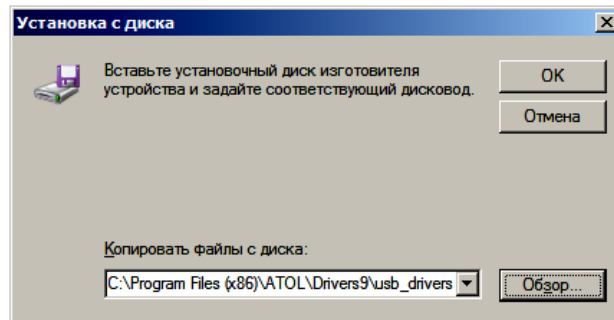 Установка с диска
Вставьте установочный диск изготовителя
устройства и задайте соответствующий дисковод.
OK
Отмена
Копировать файлы с диска:
C:\Program Files (x86)\ATOL\Drivers9\usb_drivers
Обзор...